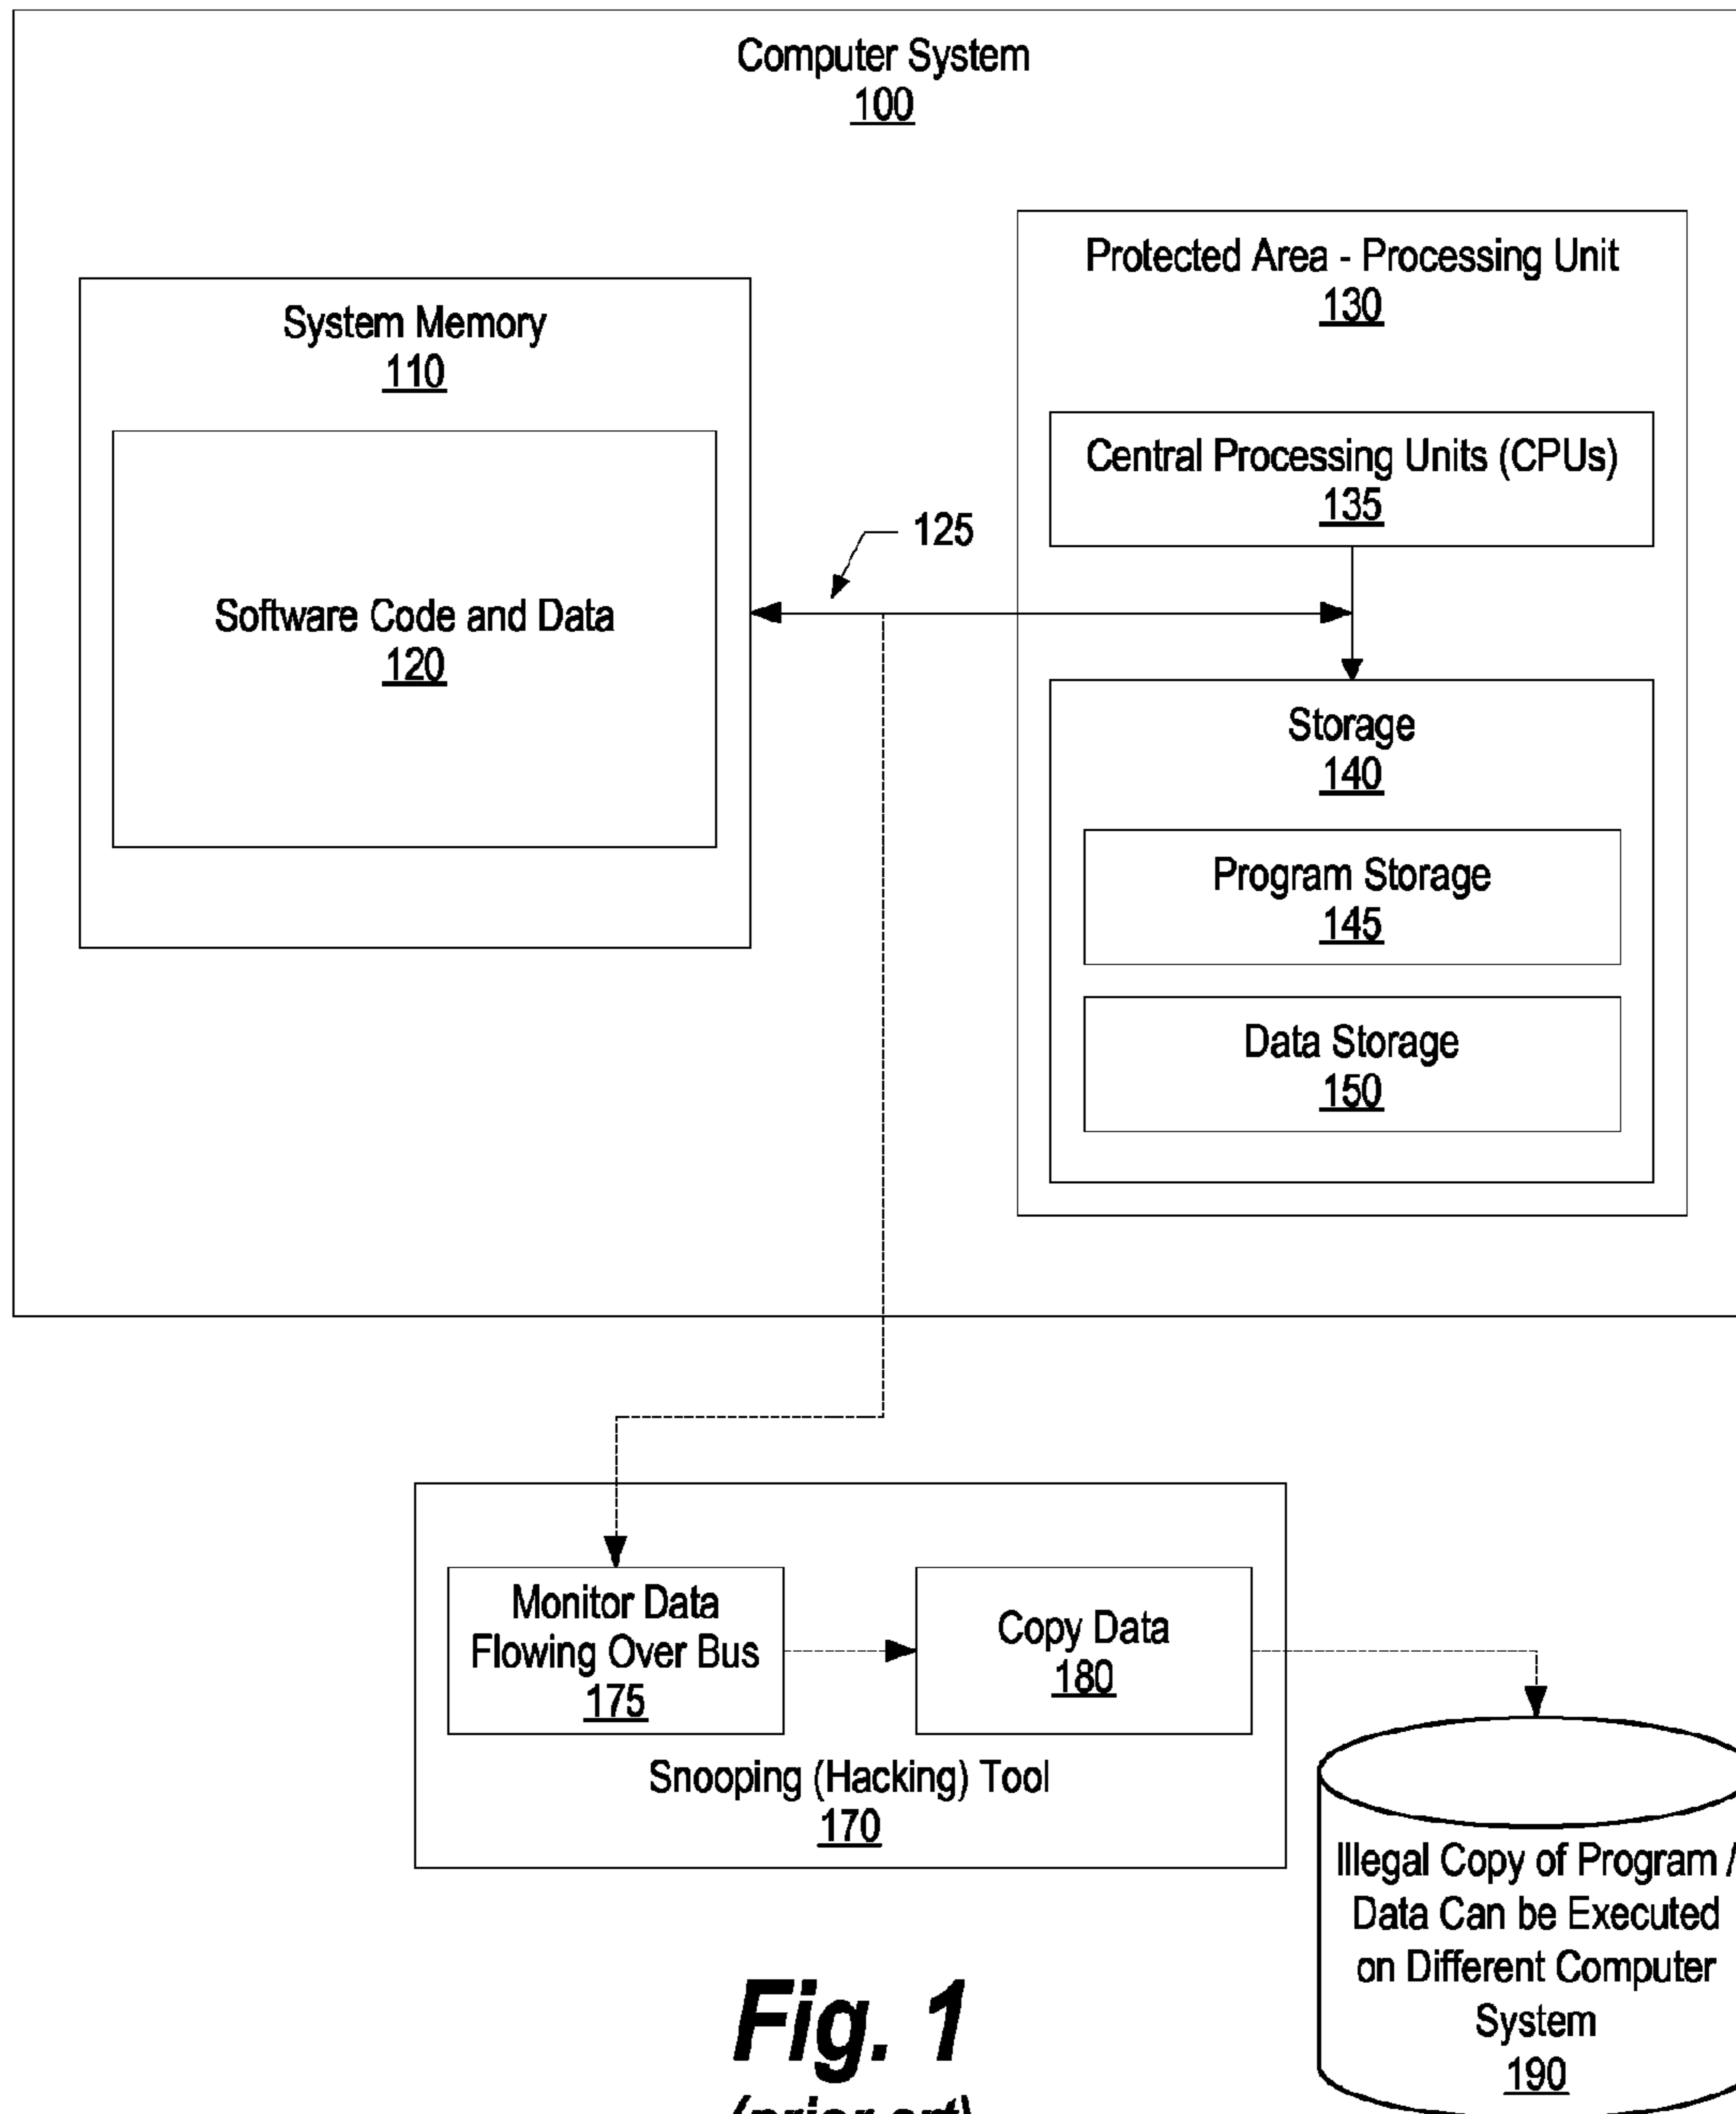 Computer System
100
Protected Area - Processing Unit
130
System Memory
110
Central Processing Units (CPUs)
135
125
Software Code and Data
120
Storage
140
Program Storage
145
Data Storage
150
Monitor Data
Flowing Over Bus
175
Copy Data
180
Snooping (Hacking) Tool
170
Illegal Copy of Program /
Data Can be Executed
on Different Computer
System
190
Fig. 1
(prior art)